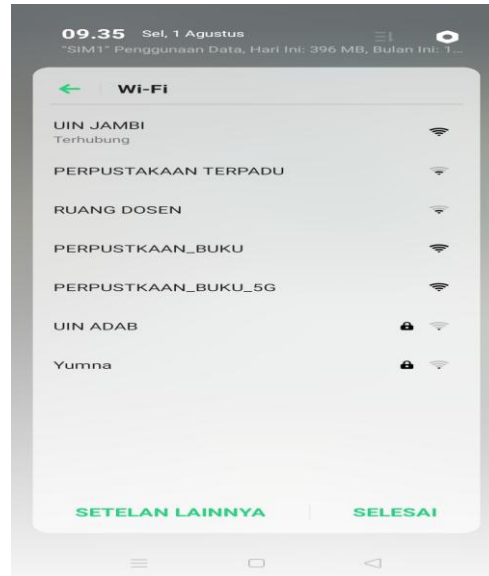 09.35 Sel, 1 Agustus
"SIM1" Penggunaan Data, Hari Ini: 396 MB, Bulan Ini: 1...
Wi-Fi
UIN JAMBI
Terhubung
PERPUSTAKAAN TERPADU
RUANG DOSEN
PERPUSTKAAN_BUKU
PERPUSTKAAN_BUKU_5G
UIN ADAB
Yumna
SETELAN LAINNYA
SELESAI